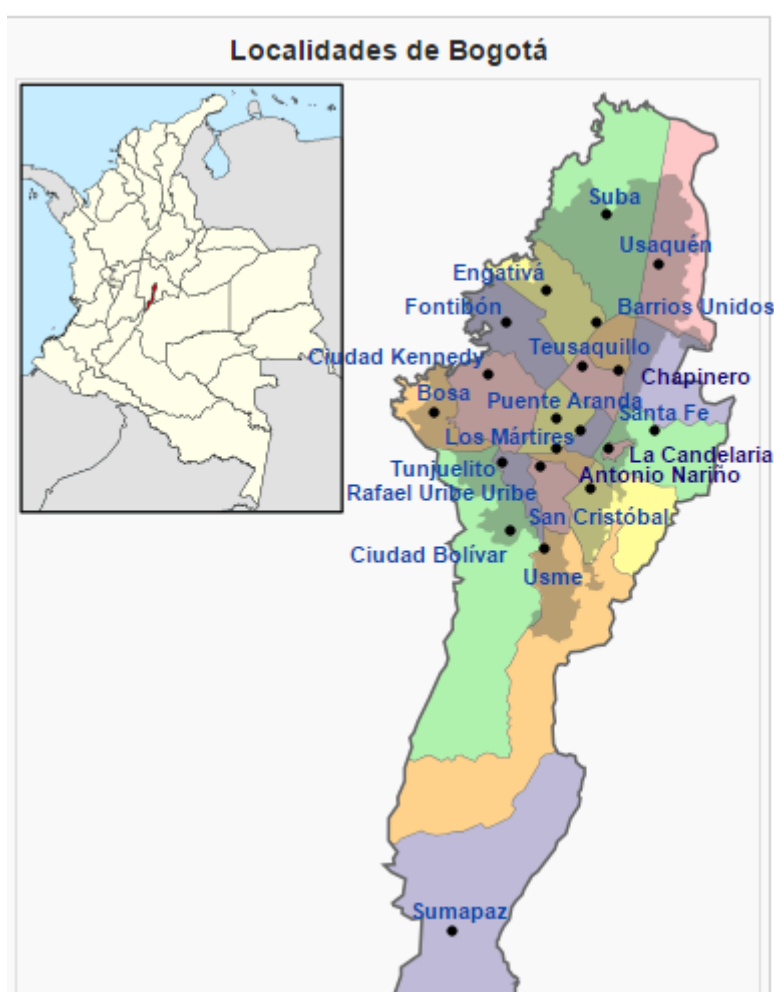 Localidades de Bogotá
Suba
Usaquén
Engativá
Fontibón
Barrios Unidos
Teusaquillo
Ciudad Kennedy
Chapinero
Bosa
Puente Aranda
Santa Fe
Los Mártires
La Candelaria
Tunjuelito
Antonio Nariño
Rafael Uribe Uribe
San Cristóbal
Ciudad Bolívar
Usme
Sumapaz